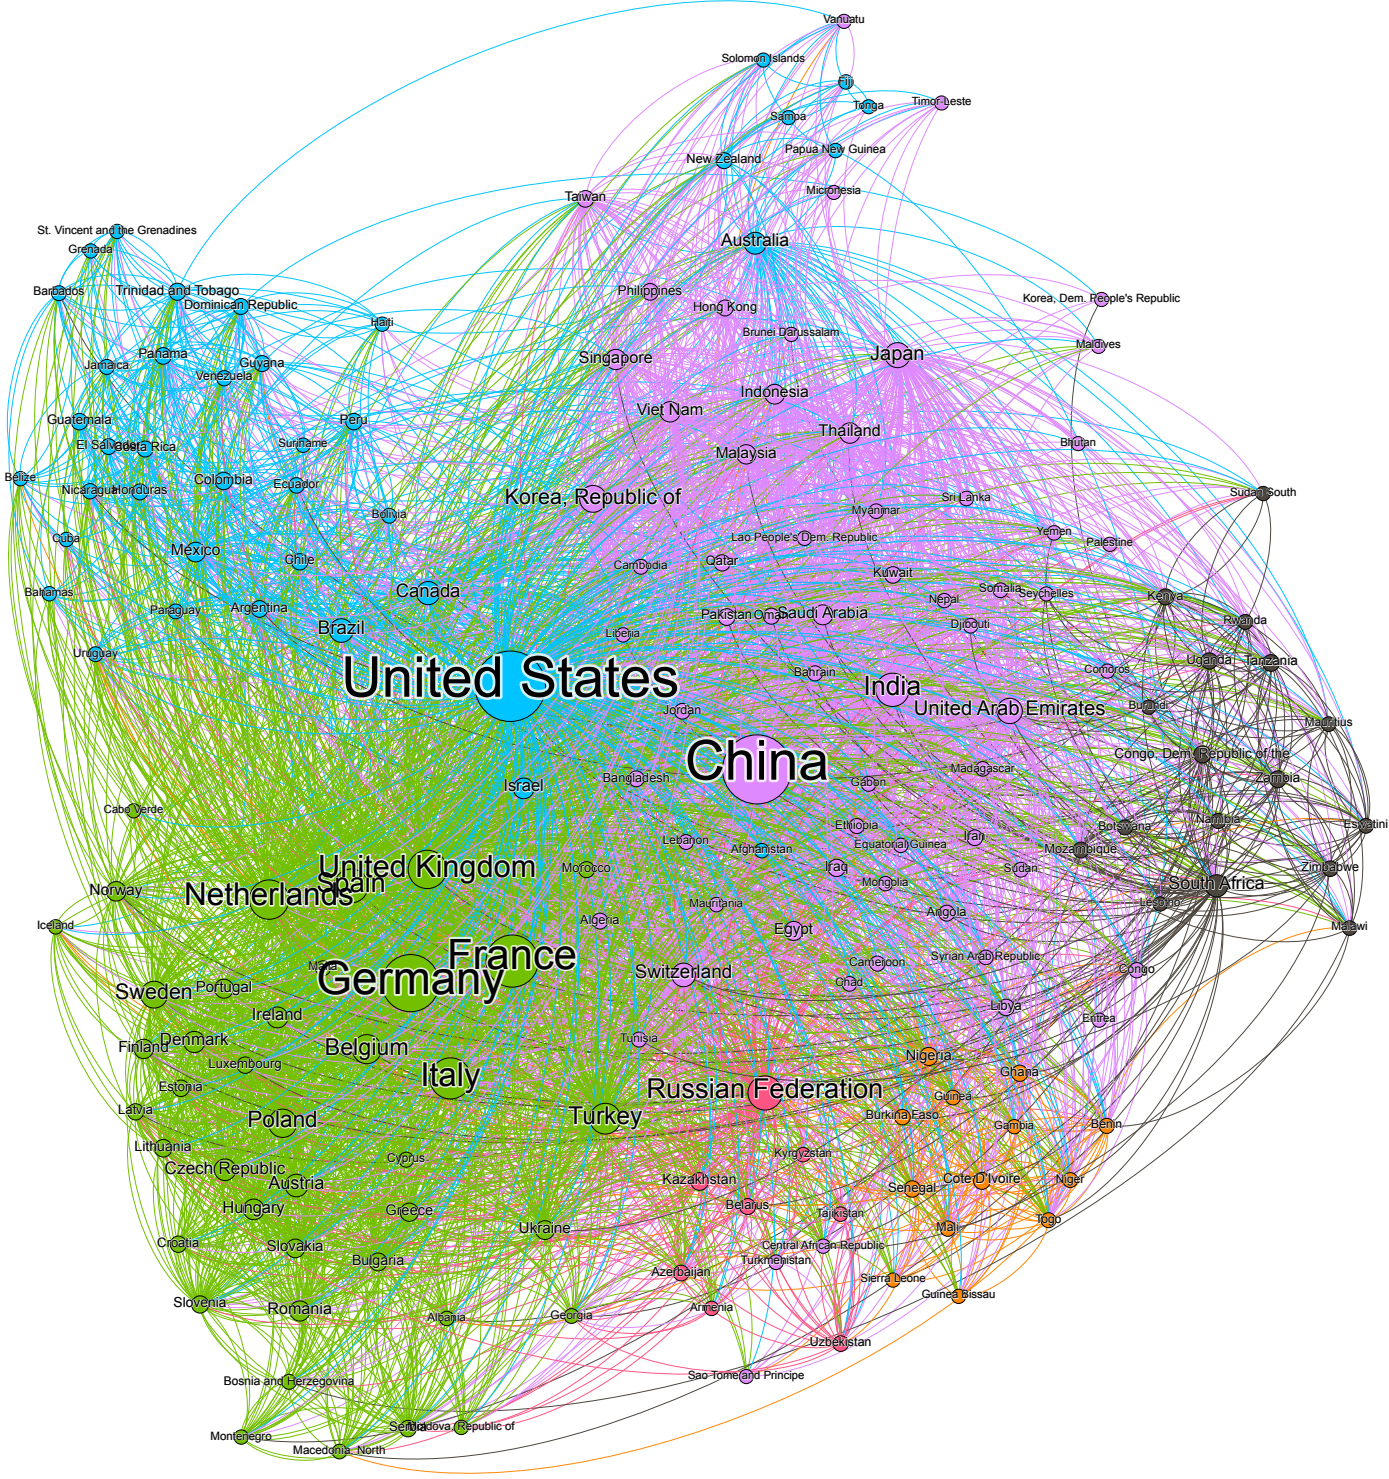 Vanuatu
Solomon Islands
Fiji
Timor-Leste
Tonga
Samoa
Papua New Guinea
New Zealand
Micronesia
Taiwan
St. Vincent and the Grenadines
Australia
Grenada
Barbados
Trinidad and Tobago
Philippines
Korea, Dem. People's Republic
Dominican Republic
Hong Kong
Haiti
Brunei Darussalam
Maldives
Panama
Japan
Singapore
Guyana
Jamaica
Venezuela
Indonesia
Viet Nam
Guatemala
Peru
Thailand
Bhutan
El Salvador
Costa Rica
Suriname
Malaysia
Belize
Colombia
Ecuador
Nicaragua
Honduras
Korea, Republic of
Sri Lanka
Sudan South
Myanmar
Bolivia
Cuba
Yemen
Lao People's Dem. Republic
Palestine
Mexico
Chile
Qatar
Cambodia
Kuwait
Bahamas
Canada
Somalia
Seychelles
Kenya
Nepal
Paraguay
Argentina
Pakistan
Oman
Saudi Arabia
Rwanda
Brazil
Liberia
Djibouti
Uruguay
Uganda
Tanzania
Bahrain
Comoros
United States
India
Burundi
United Arab Emirates
Jordan
Mauritius
Congo, Dem. Republic of the
China
Madagascar
Bangladesh
Gabon
Zambia
Israel
Cabo Verde
Namibia
Esvatini
Ethiopia
Botswana
Iran
Lebanon
Equatorial Guinea
Afghanistan
Mozambique
United Kingdom
Morocco
Iraq
Sudan
Zimbabwe
Spain
Mongolia
South Africa
Norway
Netherlands
Mauritania
Lesotho
Angola
Algeria
Iceland
Egypt
Malawi
France
Syrian Arab Republic
Malta
Cameroon
Congo
Switzerland
Germany
Chad
Portugal
Sweden
Libya
Ireland
Eritrea
Denmark
Tunisia
Finland
Belgium
Nigeria
Luxembourg
Ghana
Italy
Estonia
Russian Federation
Guinea
Latvia
Burkina Faso
Turkey
Poland
Gambia
Benin
Lithuania
Kyrgyzstan
Cyprus
Czech Republic
Kazakhstan
Cote D'Ivoire
Niger
Austria
Senegal
Belarus
Hungary
Greece
Tajikistan
Togo
Ukraine
Mali
Croatia
Slovakia
Central African Republic
Bulgaria
Turkmenistan
Azerbaijan
Sierra Leone
Guinea Bissau
Slovenia
Romania
Armenia
Albania
Georgia
Uzbekistan
Sao Tome and Principe
Bosnia and Herzegovina
Serbia
Moldova, Republic of
Montenegro
Macedonia, North